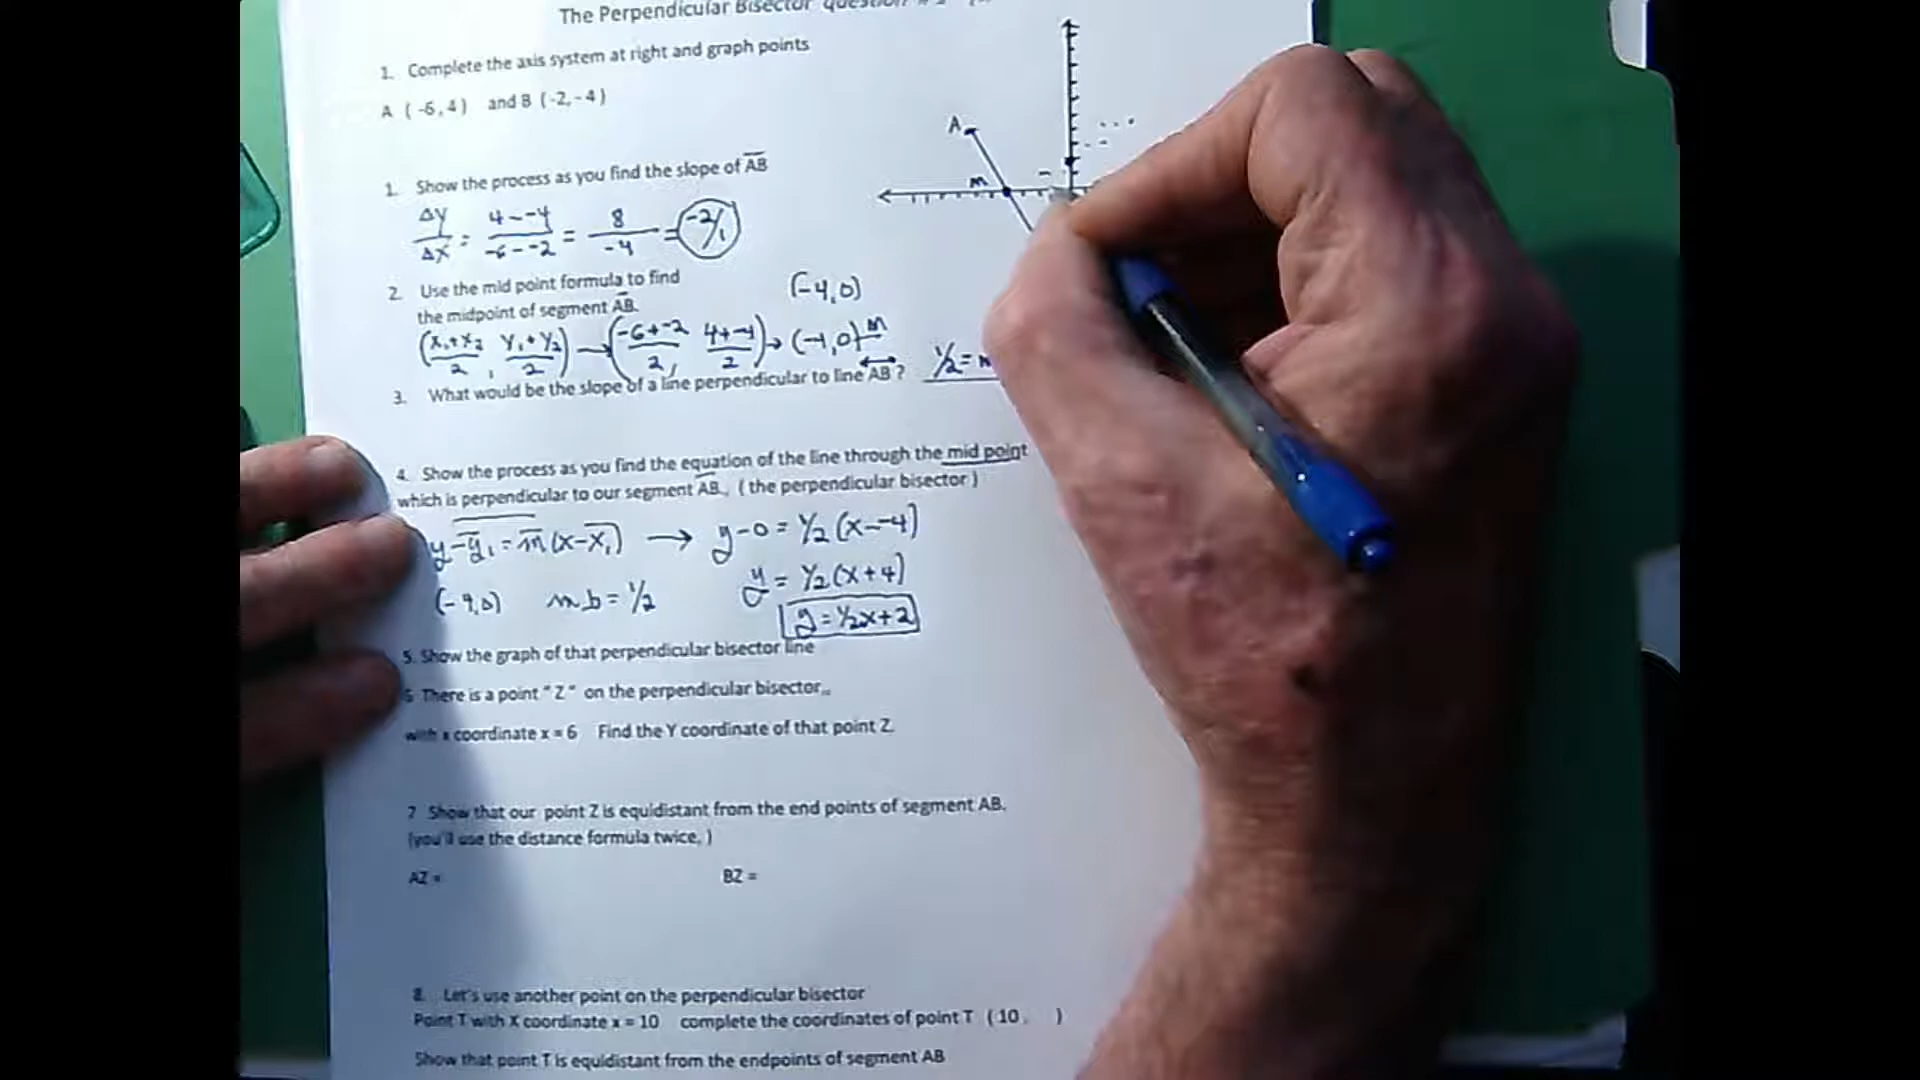 The Perpendicular Bisector question
1. Complete the axis system at right and graph points
A ( -6, 4 ) and B ( -2, -4 )
A
1. Show the process as you find the slope of AB
m
Δy/Δx = 4--4/-6--2 = 8/-4 = -2/1
2. Use the mid point formula to find
the midpoint of segment AB.
(-4,0)
(x₁+x₂/2, y₁+y₂/2) → (-6+-2/2, 4+-4/2) → (-4,0) m
3. What would be the slope of a line perpendicular to line AB ? 1/2 =
4. Show the process as you find the equation of the line through the mid point
which is perpendicular to our segment AB.. ( the perpendicular bisector )
y-y₁ = m(x-x₁) → y-0 = 1/2(x--4)
y = 1/2(x+4)
(-4,0) m b = 1/2
y = 1/2x+2
5. Show the graph of that perpendicular bisector line
6 There is a point "Z" on the perpendicular bisector..
with x coordinate x = 6 Find the Y coordinate of that point Z.
7 Show that our point Z is equidistant from the end points of segment AB.
(you'll use the distance formula twice. )
AZ = BZ =
8. Let's use another point on the perpendicular bisector
Point T with X coordinate x = 10 complete the coordinates of point T ( 10 , )
Show that point T is equidistant from the endpoints of segment AB